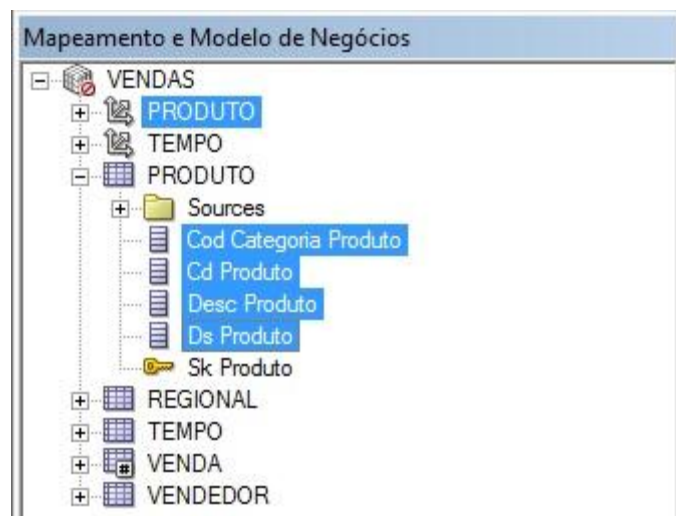 Mapeamento e Modelo de Negócios
VENDAS
PRODUTO
TEMPO
PRODUTO
Sources
Cod Categoria Produto
Cd Produto
Desc Produto
Ds Produto
Sk Produto
REGIONAL
TEMPO
VENDA
VENDEDOR